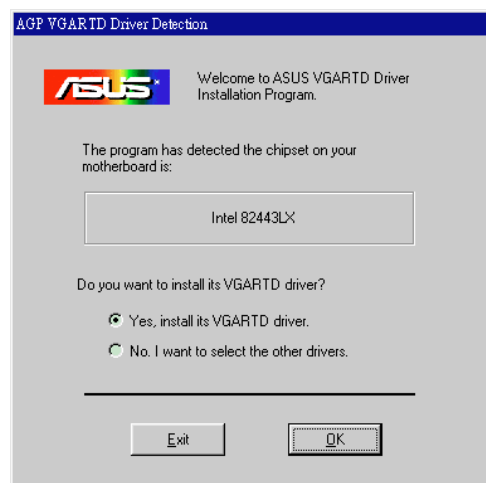 AGP VGARTD Driver Detection
ASUS
Welcome to ASUS VGARTD Driver
Installation Program.
The program has detected the chipset on your
motherboard is:
Intel 82443LX
Do you want to install its VGARTD driver?
Yes, install its VGARTD driver.
No. I want to select the other drivers.
Exit
OK